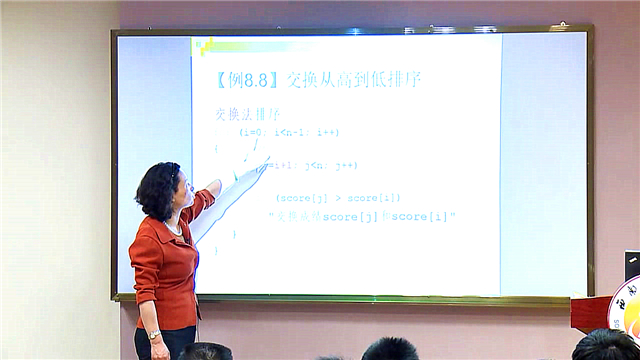 【例8.8】交换从高到低排序
交换法排序
(i=0; i<n-1; i++)
{
=i+1; j<n; j++)
(score[j] > score[i])
"交换成绩score[j]和score[i]"
}
}